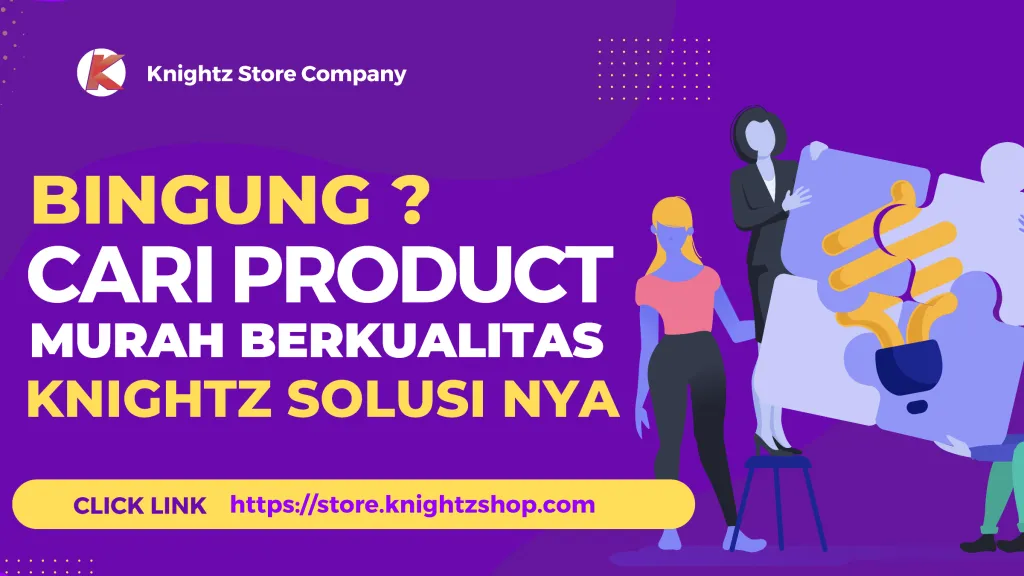 Knightz Store Company
BINGUNG ?
CARI PRODUCT
MURAH BERKUALITAS
KNIGHTZ SOLUSI NYA
CLICK LINK https://store.knightzshop.com